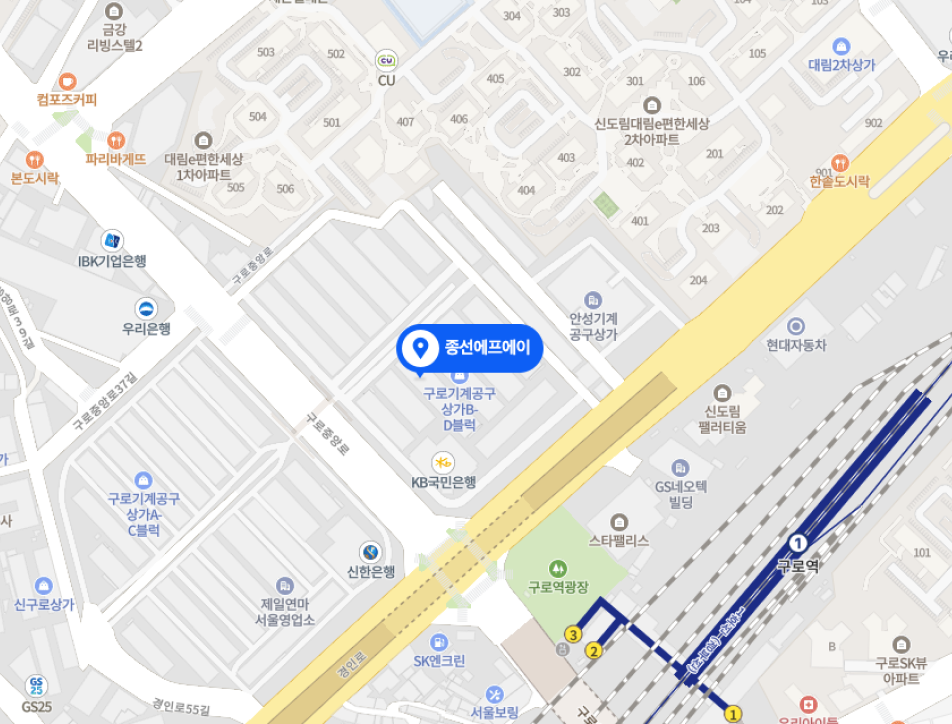 304
303
금강
리빙스텔2
503
502
CU
104
103
105
대림2차상가
컴포즈커피
504
501
407
406
405
302
301
106
신도림대림e편한세상
2차아파트
902
파리바게뜨
본도시락
대림e편한세상
1차아파트
505
506
403
402
201
901
한솥도시락
404
401
202
203
204
IBK기업은행
구로중앙로
우리은행
안성기계
공구상가
현대자동차
종선에프에이
구로기계공구
상가B-
D블럭
신도림
팰러티움
구로중앙로37길
구로중앙로
KB국민은행
GS네오텍
빌딩
구로기계공구
상가A-
C블럭
스타팰리스
1
구로역
101
신한은행
구로역광장
신구로상가
제일연마
서울영업소
3
2
B
SK엔크린
경인로
구로SK뷰
아파트
GS25
GS25
경인로55길
서울보링
1